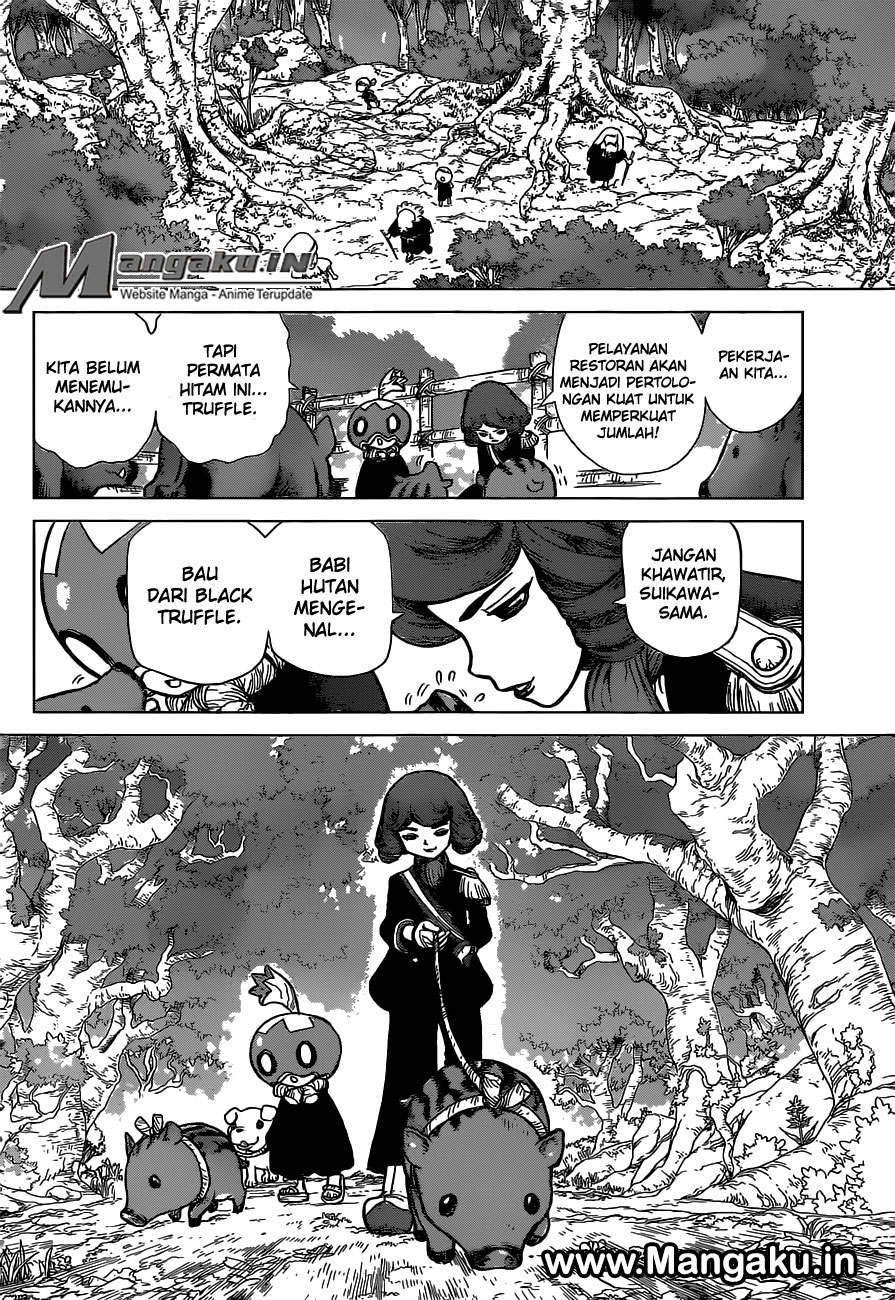 Mangaku.in
Website Manga - Anime Terupdate
PEKERJA-
AN KITA...
PELAYANAN
RESTORAN AKAN
MENJADI PERTOLO-
NGAN KUAT UNTUK
MEMPERKUAT
JUMLAH!
TAPI
PERMATA
HITAM INI...
TRUFFLE.
KITA BELUM
MENEMU-
KANNYA...
JANGAN
KHAWATIR,
SUIKAWA-
SAMA.
BABI
HUTAN
MENGE-
NAL...
BAU
DARI BLACK
TRUFFLE.
www.Mangaku.in